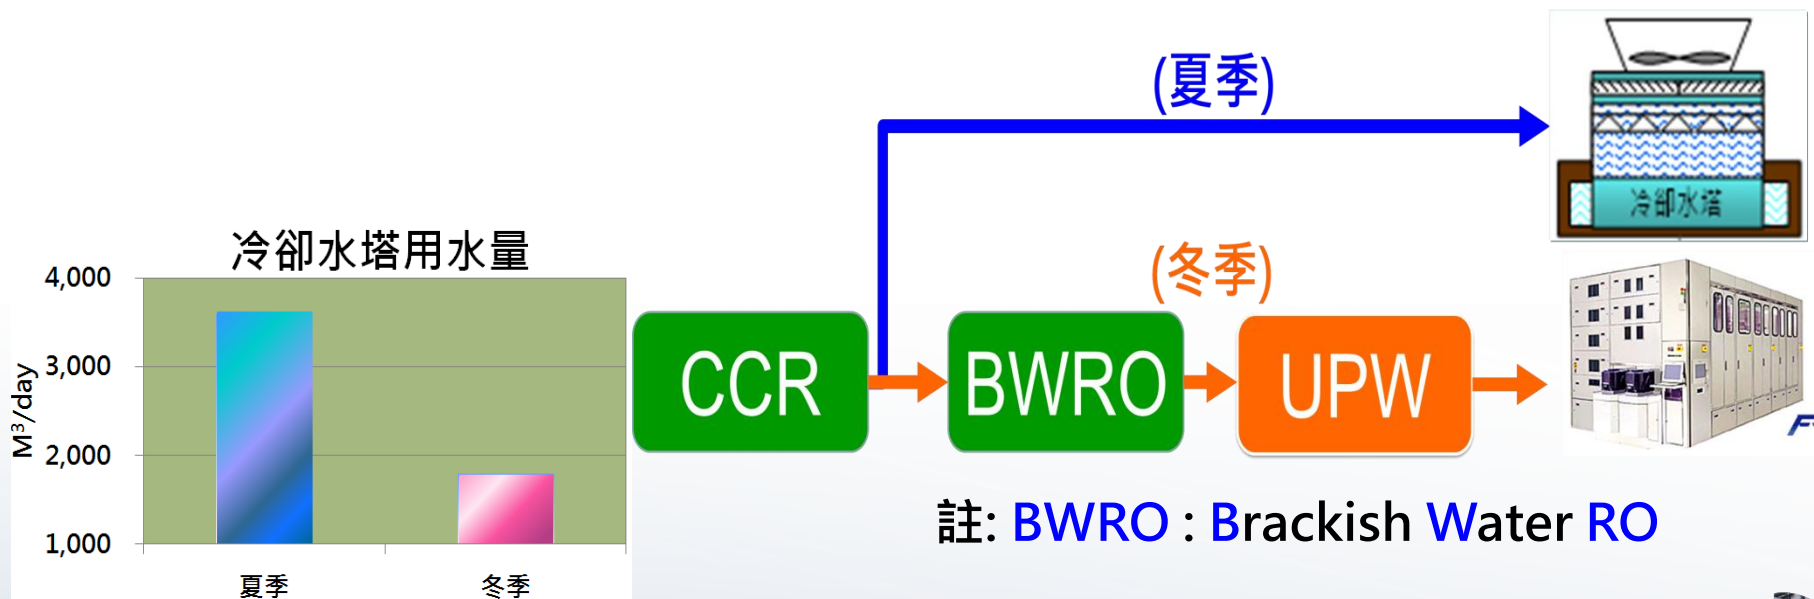 (夏季)
冷卻水塔
冷卻水塔用水量
4,000
3,000
2,000
1,000
M³/day
夏季
冬季
(冬季)
CCR
BWRO
UPW
註: BWRO : Brackish Water RO